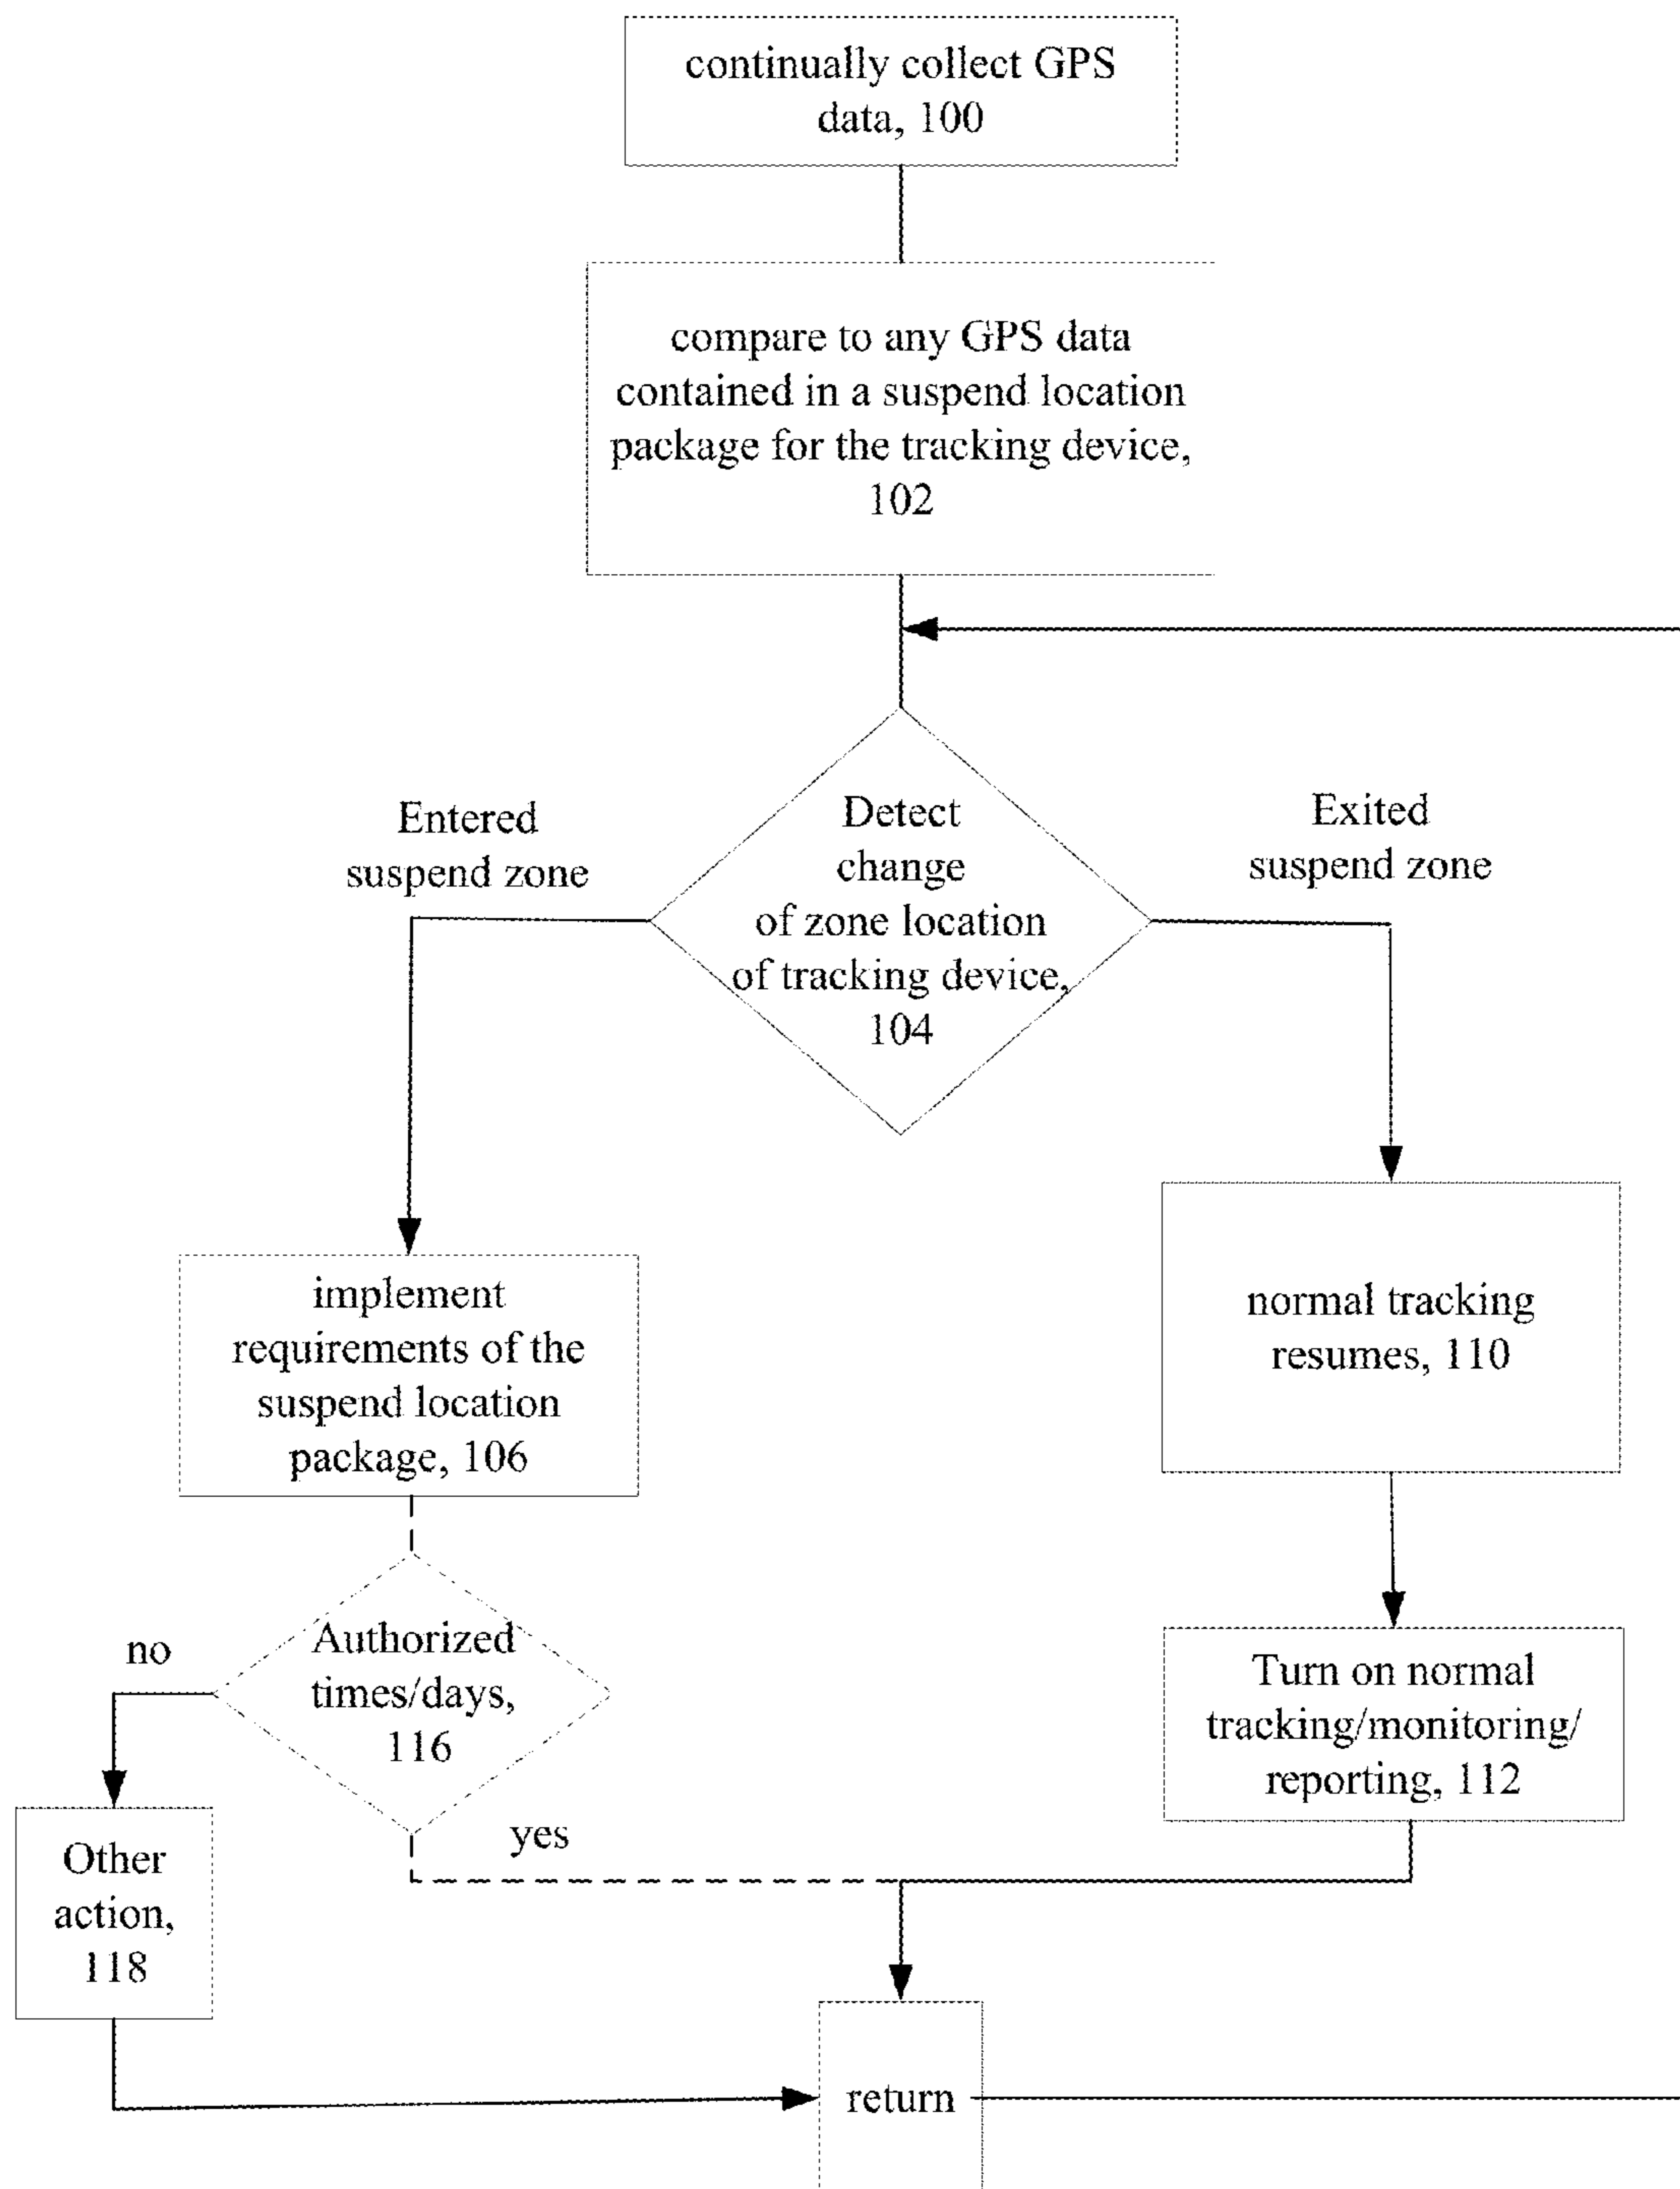 continually collect GPS
data, 100
compare to any GPS data
contained in a suspend location
package for the tracking device,
102
Entered
suspend zone
Detect
change
of zone location
of tracking device,
104
Exited
suspend zone
implement
requirements of the
suspend location
package, 106
normal tracking
resumes, 110
no
Authorized
times/days,
116
Turn on normal
tracking/monitoring/
reporting, 112
yes
Other
action,
118
return